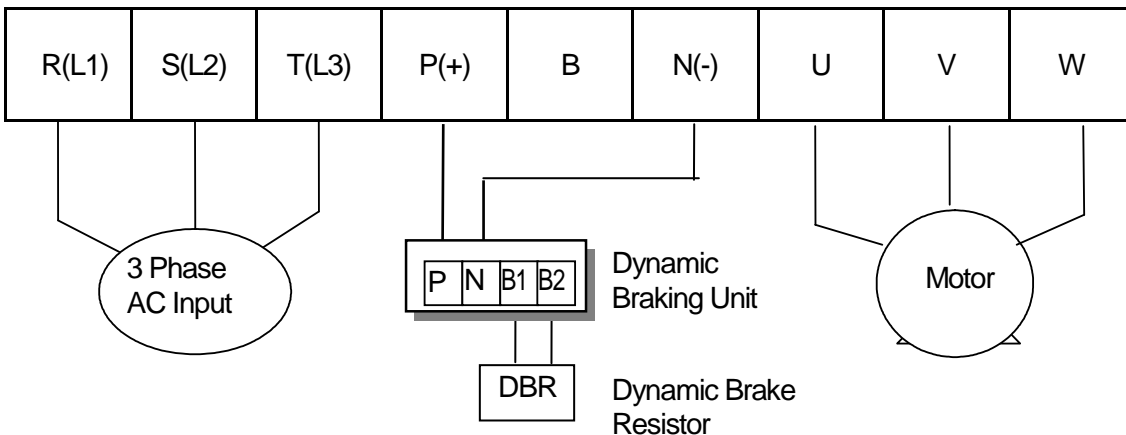 R(L1) S(L2) T(L3) P(+) B N(-) U V W
3 Phase
AC Input
P N B1 B2
Dynamic
Braking Unit
Motor
DBR
Dynamic Brake
Resistor